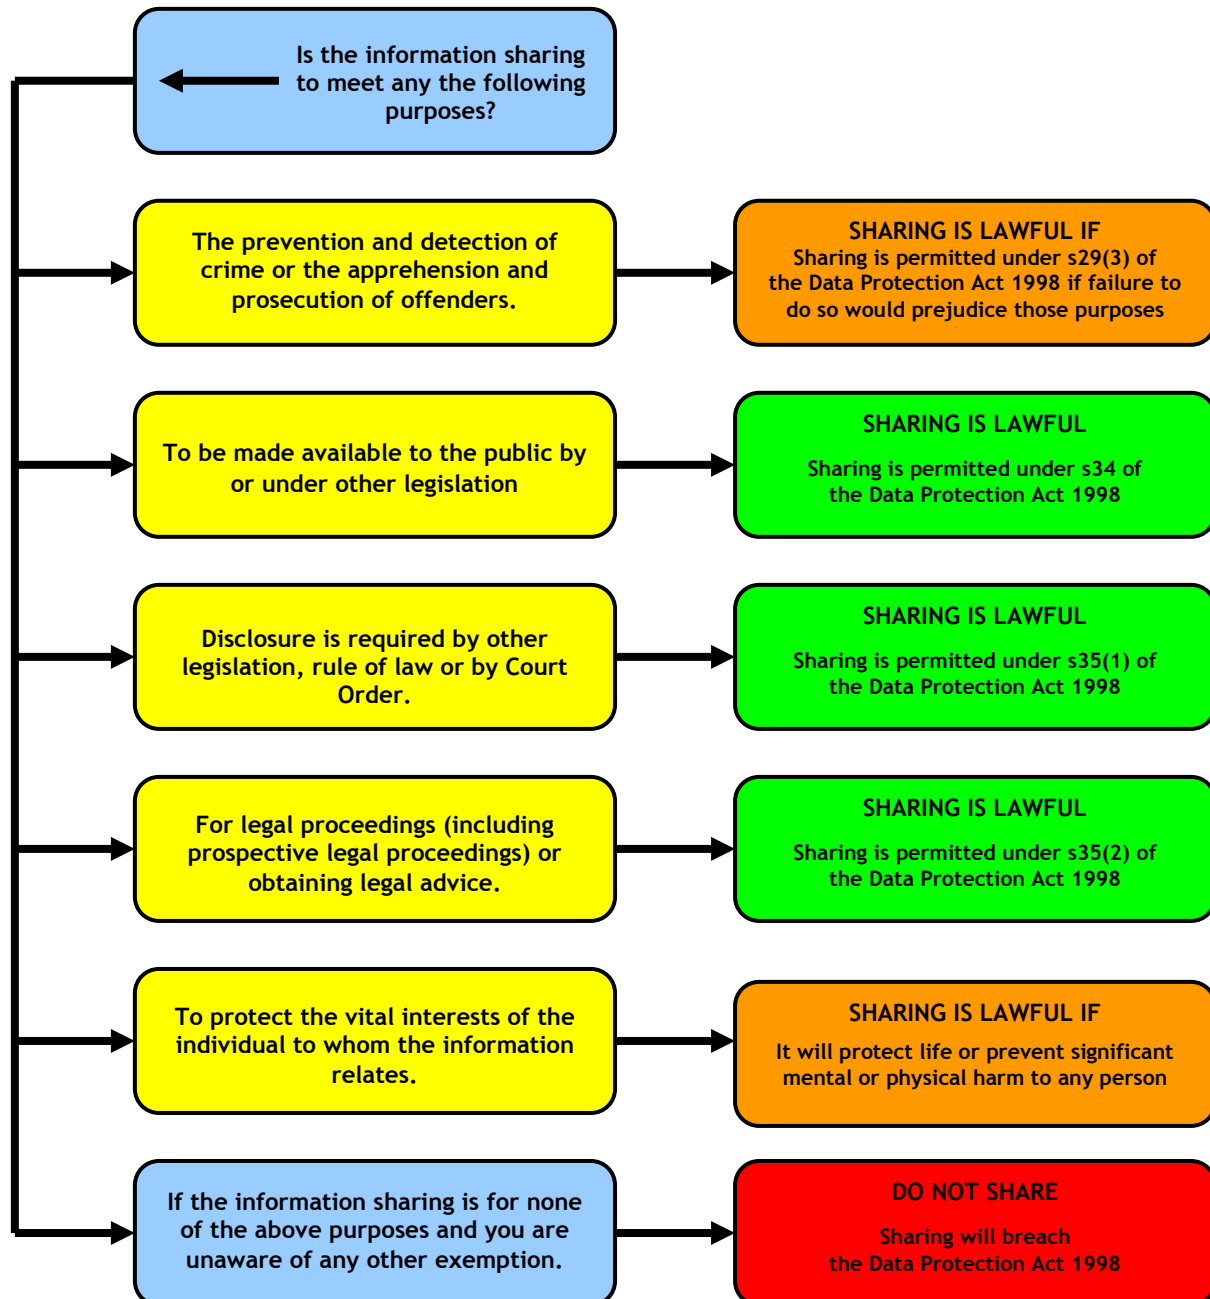 Is the information sharing
to meet any the following
purposes?
The prevention and detection of
crime or the apprehension and
prosecution of offenders.
SHARING IS LAWFUL IF
Sharing is permitted under s29(3) of
the Data Protection Act 1998 if failure to
do so would prejudice those purposes
To be made available to the public by
or under other legislation
SHARING IS LAWFUL
Sharing is permitted under s34 of
the Data Protection Act 1998
Disclosure is required by other
legislation, rule of law or by Court
Order.
SHARING IS LAWFUL
Sharing is permitted under s35(1) of
the Data Protection Act 1998
For legal proceedings (including
prospective legal proceedings) or
obtaining legal advice.
SHARING IS LAWFUL
Sharing is permitted under s35(2) of
the Data Protection Act 1998
To protect the vital interests of the
individual to whom the information
relates.
SHARING IS LAWFUL IF
It will protect life or prevent significant
mental or physical harm to any person
If the information sharing is for none
of the above purposes and you are
unaware of any other exemption.
DO NOT SHARE
Sharing will breach
the Data Protection Act 1998